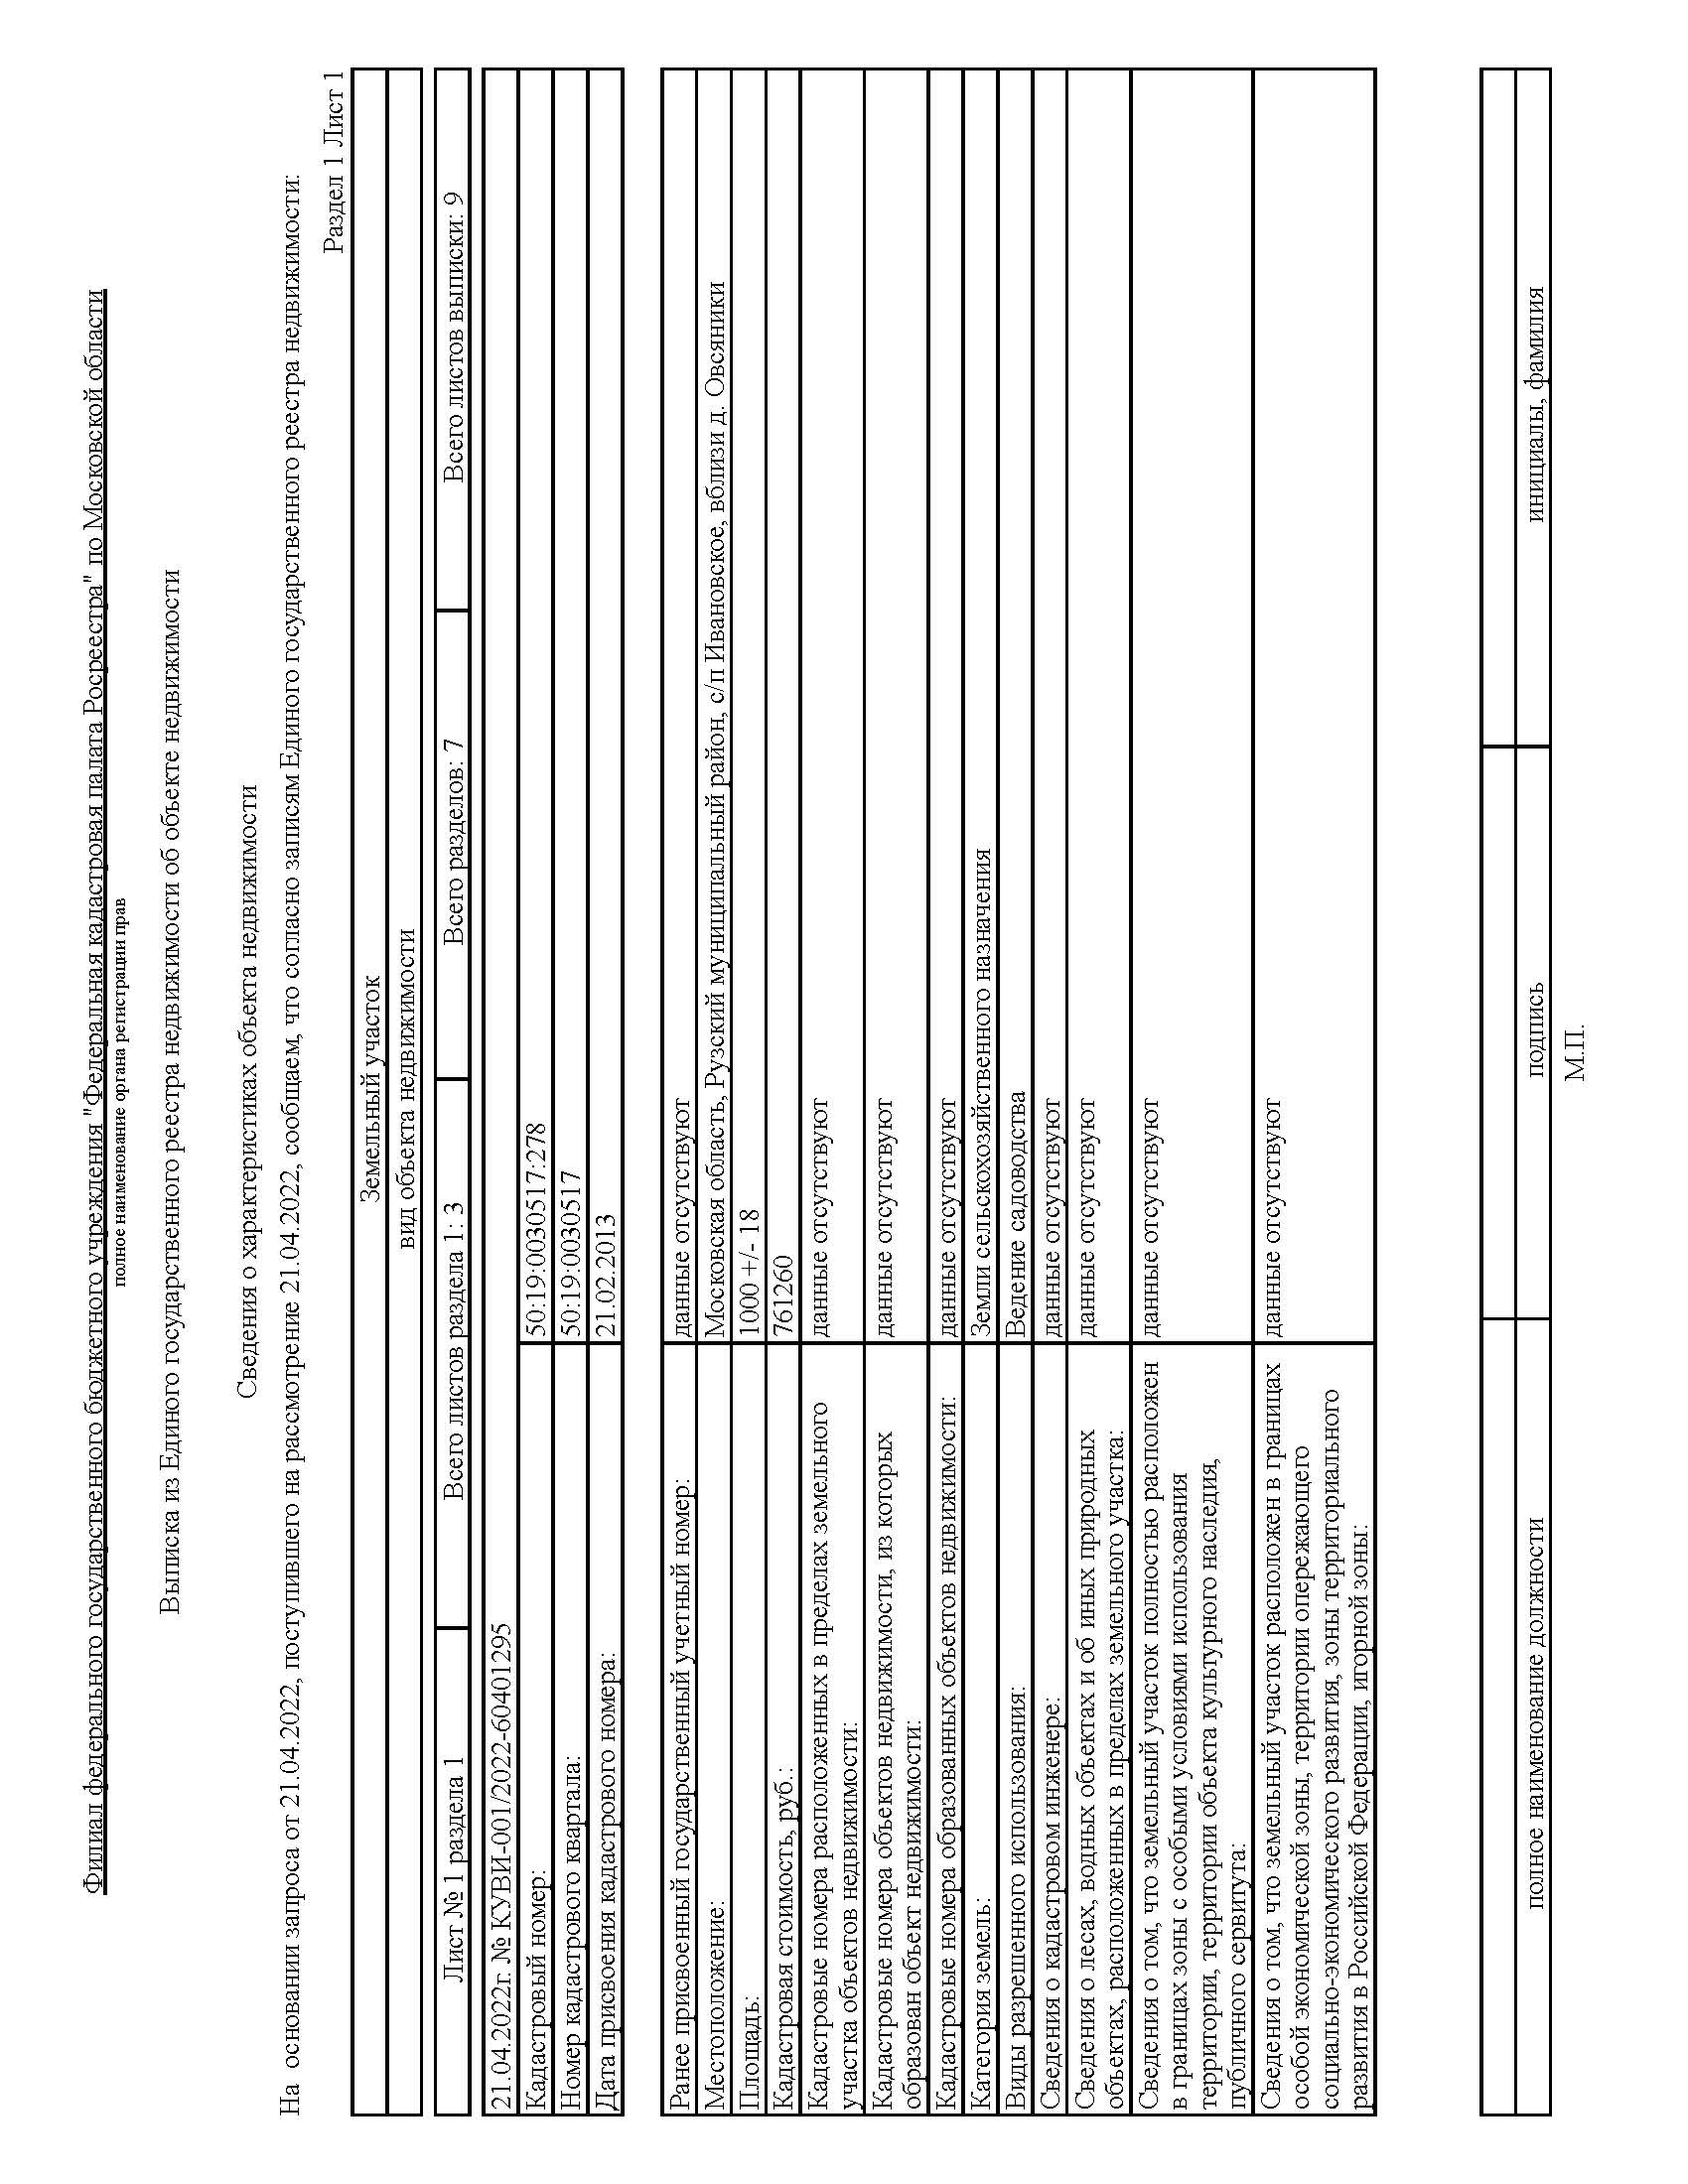 Филиал федерального государственного бюджетного учреждения "Федеральная кадастровая палата Росреестра" по Московской области
полное наименование органа регистрации прав
Выписка из Единого государственного реестра недвижимости об объекте недвижимости
Сведения о характеристиках объекта недвижимости
На основании запроса от 21.04.2022, поступившего на рассмотрение 21.04.2022, сообщаем, что согласно записям Единого государственного реестра недвижимости:
Раздел 1 Лист 1
Земельный участок
вид объекта недвижимости
Лист № 1 раздела 1 Всего листов раздела 1: 3 Всего разделов: 7 Всего листов выписки: 9
21.04.2022г. № КУВИ-001/2022-60401295
Кадастровый номер: 50:19:0030517:278
Номер кадастрового квартала: 50:19:0030517
Дата присвоения кадастрового номера: 21.02.2013
Ранее присвоенный государственный учетный номер: данные отсутствуют
Местоположение: Московская область, Рузский муниципальный район, с/п Ивановское, вблизи д. Овсяники
Площадь: 1000 +/- 18
Кадастровая стоимость, руб.: 761260
Кадастровые номера расположенных в пределах земельного данные отсутствуют
участка объектов недвижимости:
Кадастровые номера объектов недвижимости, из которых данные отсутствуют
образован объект недвижимости:
Кадастровые номера образованных объектов недвижимости: данные отсутствуют
Категория земель: Земли сельскохозяйственного назначения
Виды разрешенного использования: Ведение садоводства
Сведения о кадастровом инженере: данные отсутствуют
Сведения о лесах, водных объектах и об иных природных данные отсутствуют
объектах, расположенных в пределах земельного участка:
Сведения о том, что земельный участок полностью расположен данные отсутствуют
в границах зоны с особыми условиями использования
территории, территории объекта культурного наследия,
публичного сервитута:
Сведения о том, что земельный участок расположен в границах данные отсутствуют
особой экономической зоны, территории опережающего
социально-экономического развития, зоны территориального
развития в Российской Федерации, игорной зоны:
полное наименование должности подпись инициалы, фамилия
М.П.